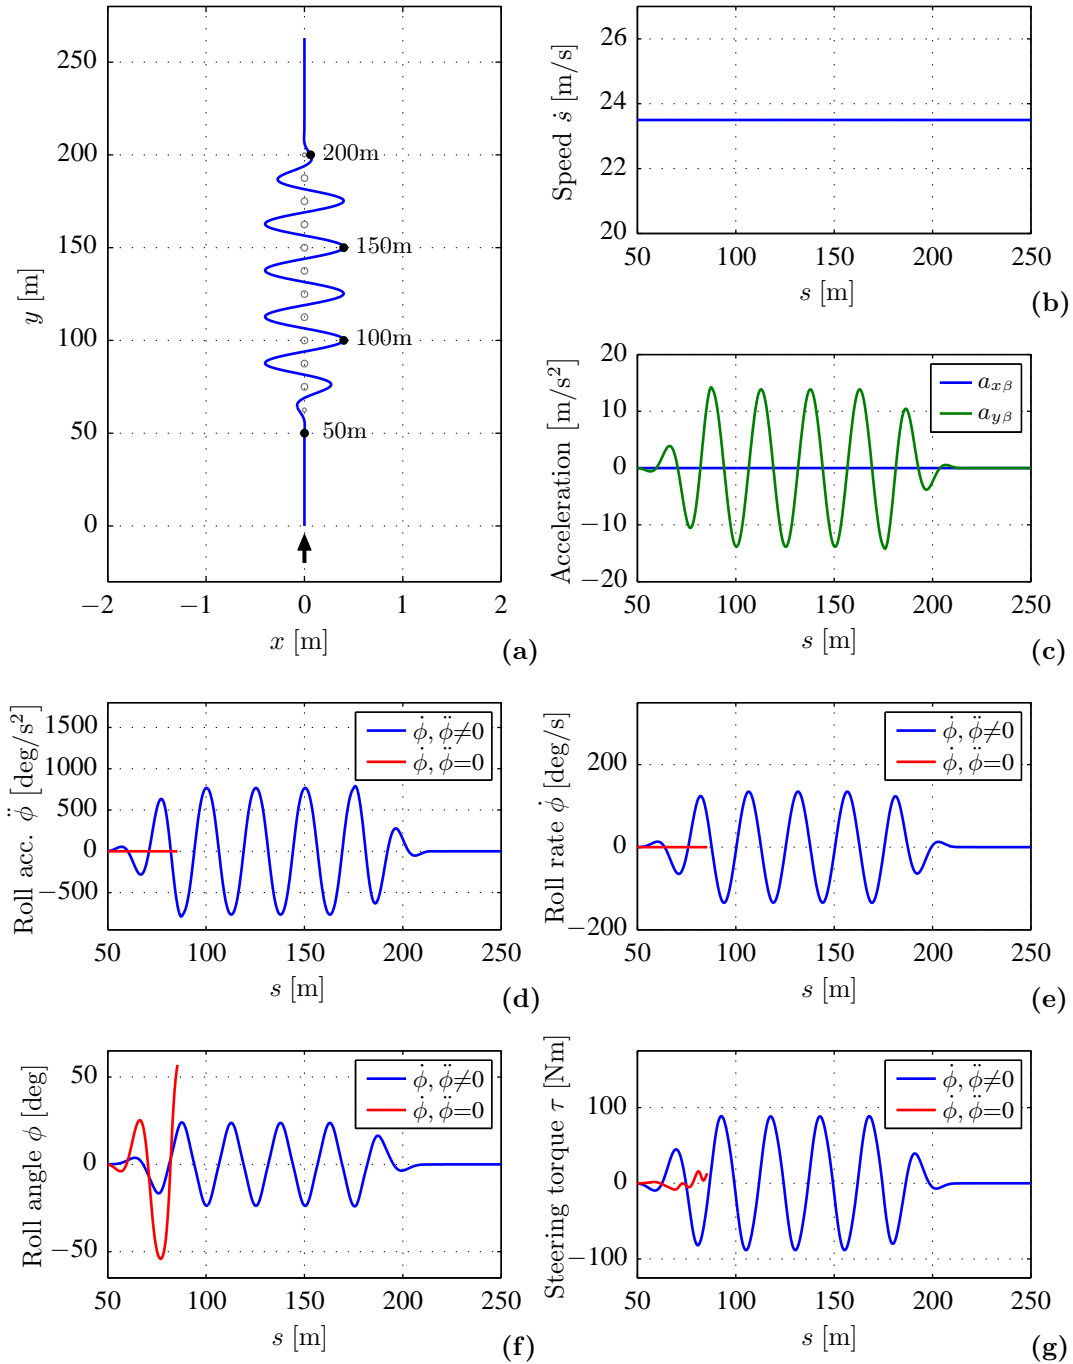 250
200
150
100
50
0
−2
−1
0
1
2
y [m]
x [m]
200m
150m
100m
50m
(a)
26
24
22
20
50
100
150
200
250
Speed ṡ [m/s]
s [m]
(b)
20
10
0
−10
−20
50
100
150
200
250
Acceleration [m/s²]
s [m]
a_{xβ}
a_{yβ}
(c)
1500
1000
500
0
−500
50
100
150
200
250
Roll acc. ϕ̈ [deg/s²]
s [m]
ϕ̇, ϕ̈≠0
ϕ̇, ϕ̈=0
(d)
200
0
−200
50
100
150
200
250
Roll rate ϕ̇ [deg/s]
s [m]
ϕ̇, ϕ̈≠0
ϕ̇, ϕ̈=0
(e)
50
0
−50
50
100
150
200
250
Roll angle ϕ [deg]
s [m]
ϕ̇, ϕ̈≠0
ϕ̇, ϕ̈=0
(f)
100
0
−100
50
100
150
200
250
Steering torque τ [Nm]
s [m]
ϕ̇, ϕ̈≠0
ϕ̇, ϕ̈=0
(g)